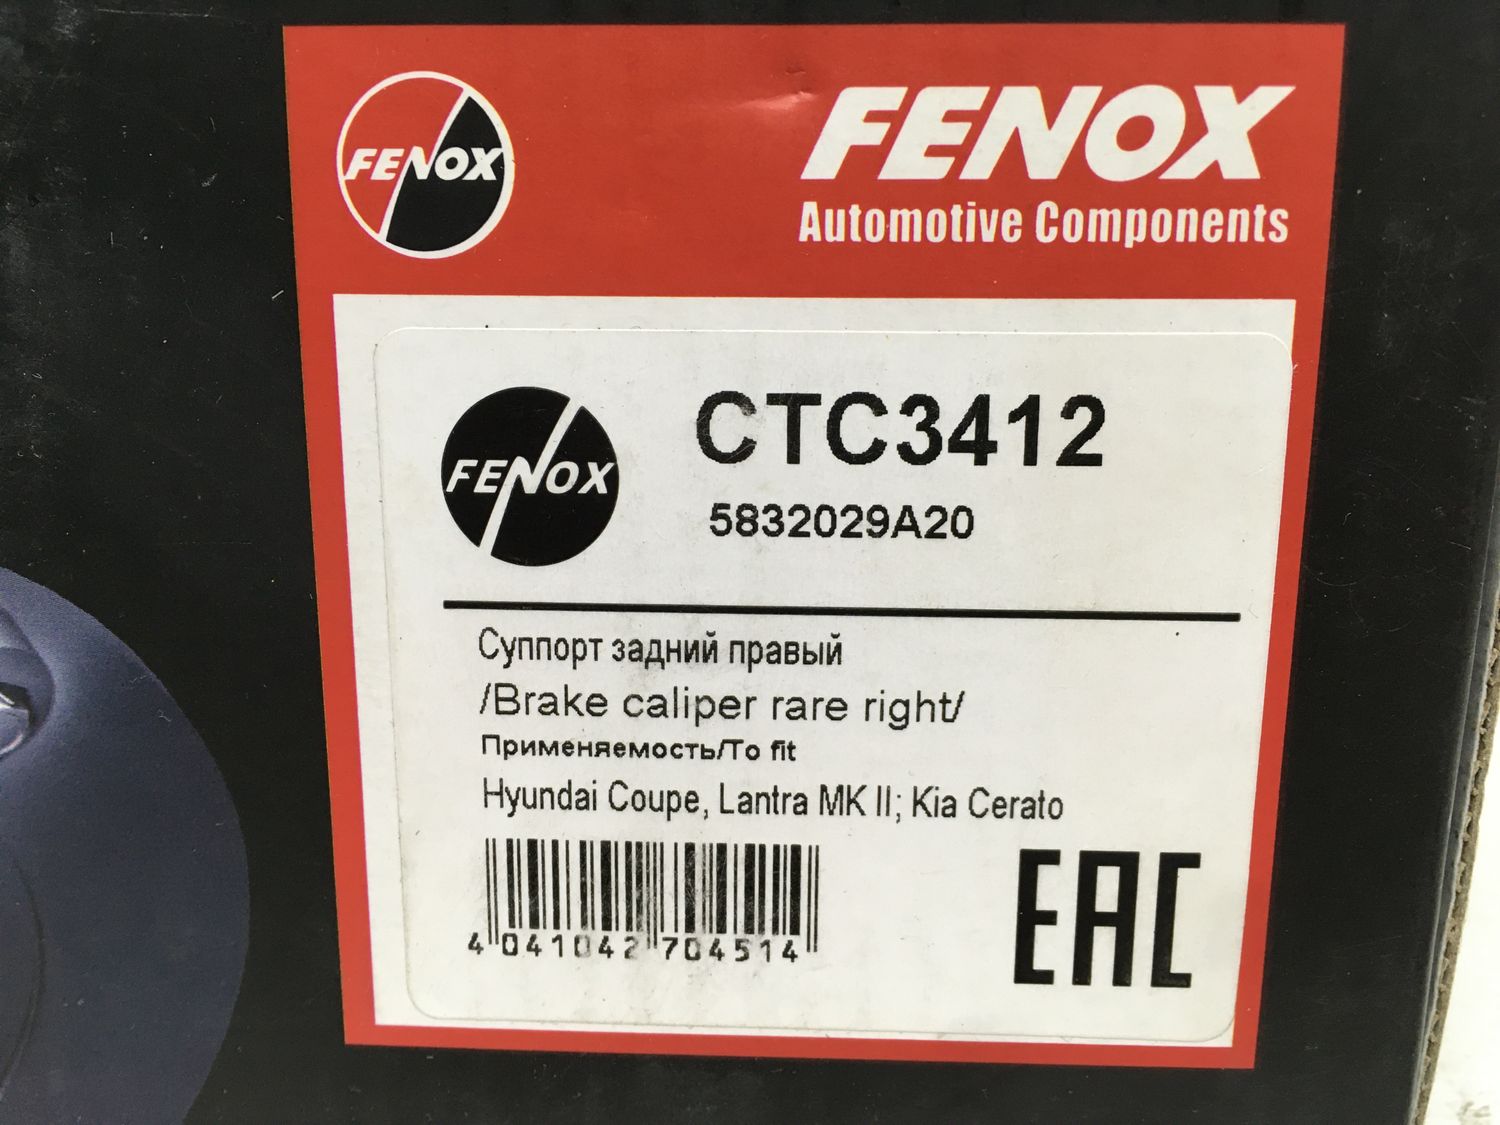 FENOX
FENOX
Automotive Components
FENOX
CTC3412
5832029A20
Суппорт задний правый
/Brake caliper rare right/
Применяемость/To fit
Hyundai Coupe, Lantra MK II; Kia Cerato
4 041042 704514
EAC